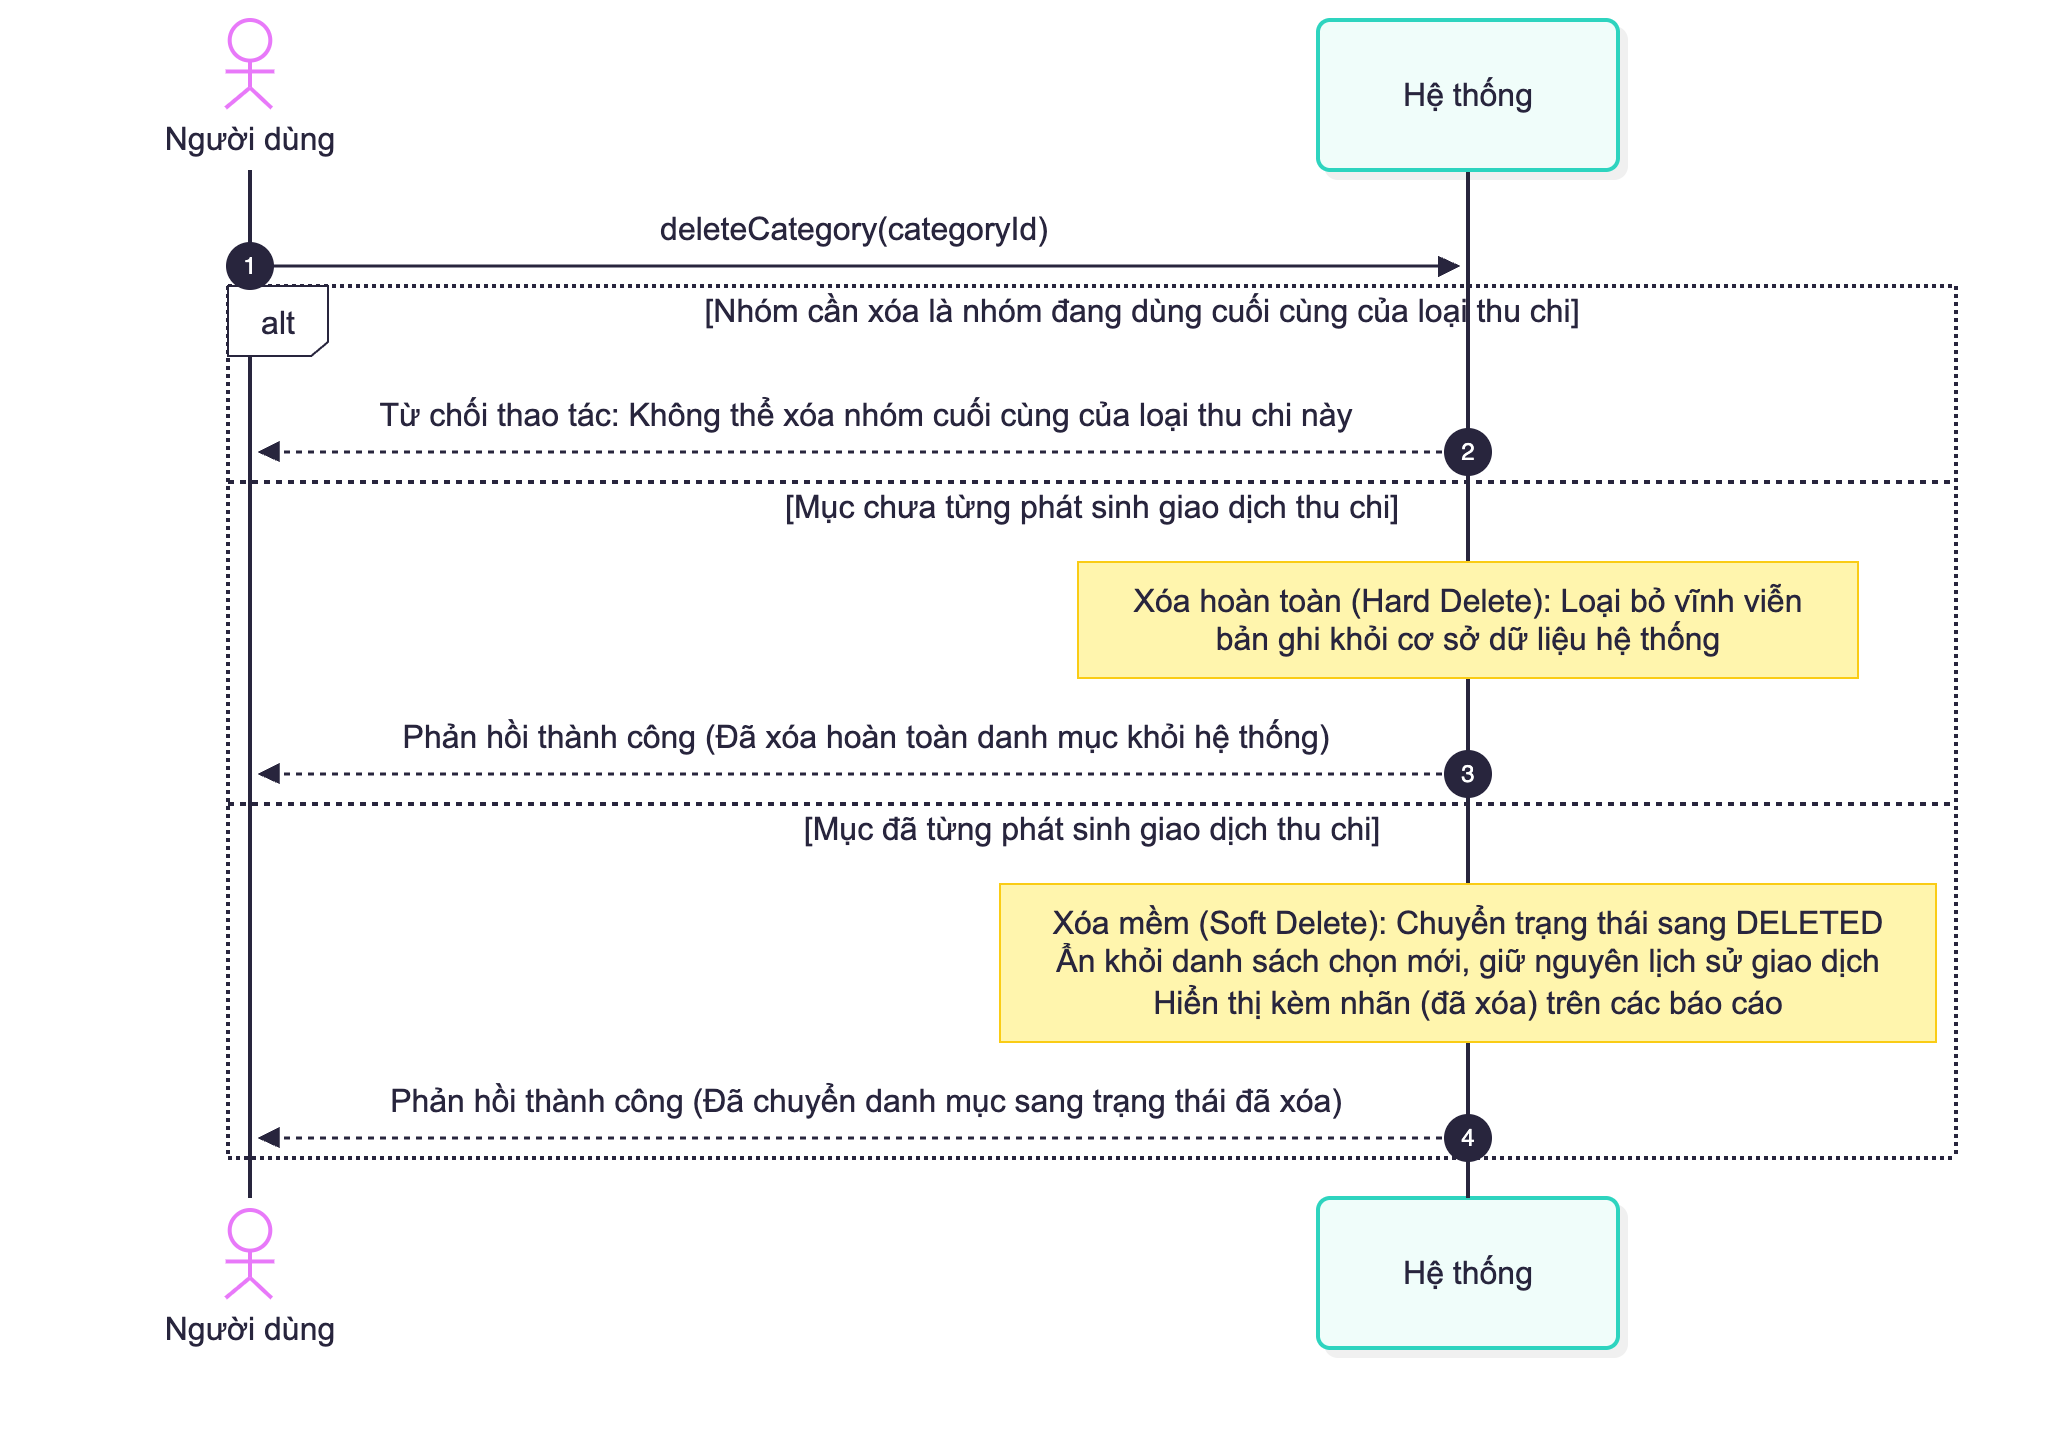 Người dùng
Hệ thống
deleteCategory(categoryId)
1
alt
[Nhóm cần xóa là nhóm đang dùng cuối cùng của loại thu chi]
Từ chối thao tác: Không thể xóa nhóm cuối cùng của loại thu chi này
2
[Mục chưa từng phát sinh giao dịch thu chi]
Xóa hoàn toàn (Hard Delete): Loại bỏ vĩnh viễn
bản ghi khỏi cơ sở dữ liệu hệ thống
Phản hồi thành công (Đã xóa hoàn toàn danh mục khỏi hệ thống)
3
[Mục đã từng phát sinh giao dịch thu chi]
Xóa mềm (Soft Delete): Chuyển trạng thái sang DELETED
Ẩn khỏi danh sách chọn mới, giữ nguyên lịch sử giao dịch
Hiển thị kèm nhãn (đã xóa) trên các báo cáo
Phản hồi thành công (Đã chuyển danh mục sang trạng thái đã xóa)
4
Người dùng
Hệ thống